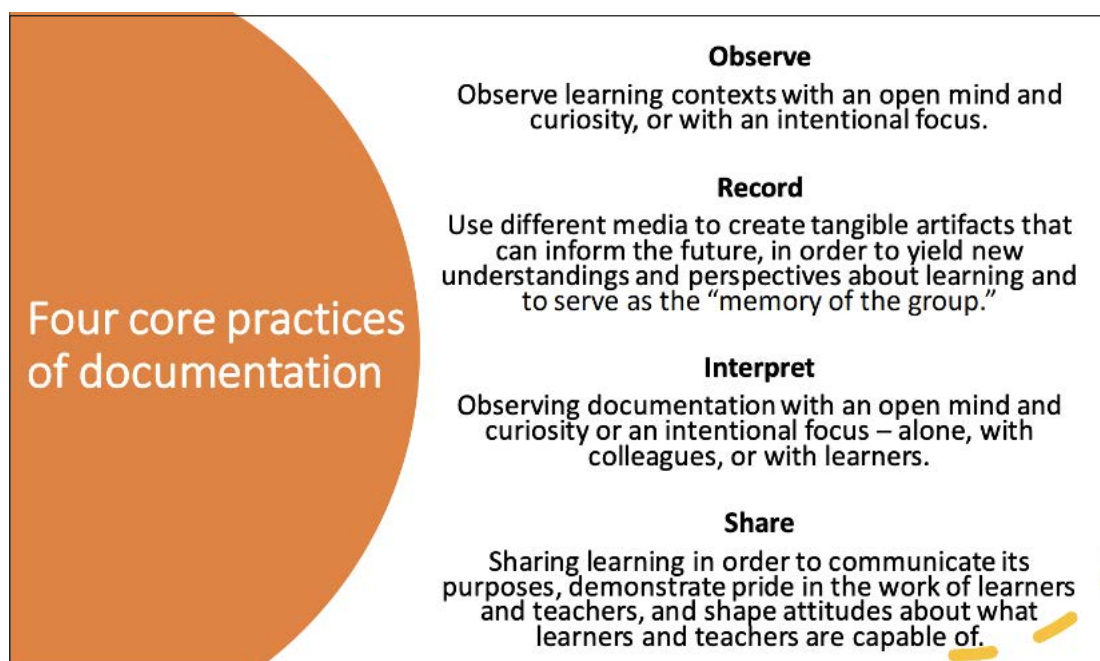 Four core practices
of documentation
Observe
Observe learning contexts with an open mind and
curiosity, or with an intentional focus.
Record
Use different media to create tangible artifacts that
can inform the future, in order to yield new
understandings and perspectives about learning and
to serve as the “memory of the group.”
Interpret
Observing documentation with an open mind and
curiosity or an intentional focus – alone, with
colleagues, or with learners.
Share
Sharing learning in order to communicate its
purposes, demonstrate pride in the work of learners
and teachers, and shape attitudes about what
learners and teachers are capable of.